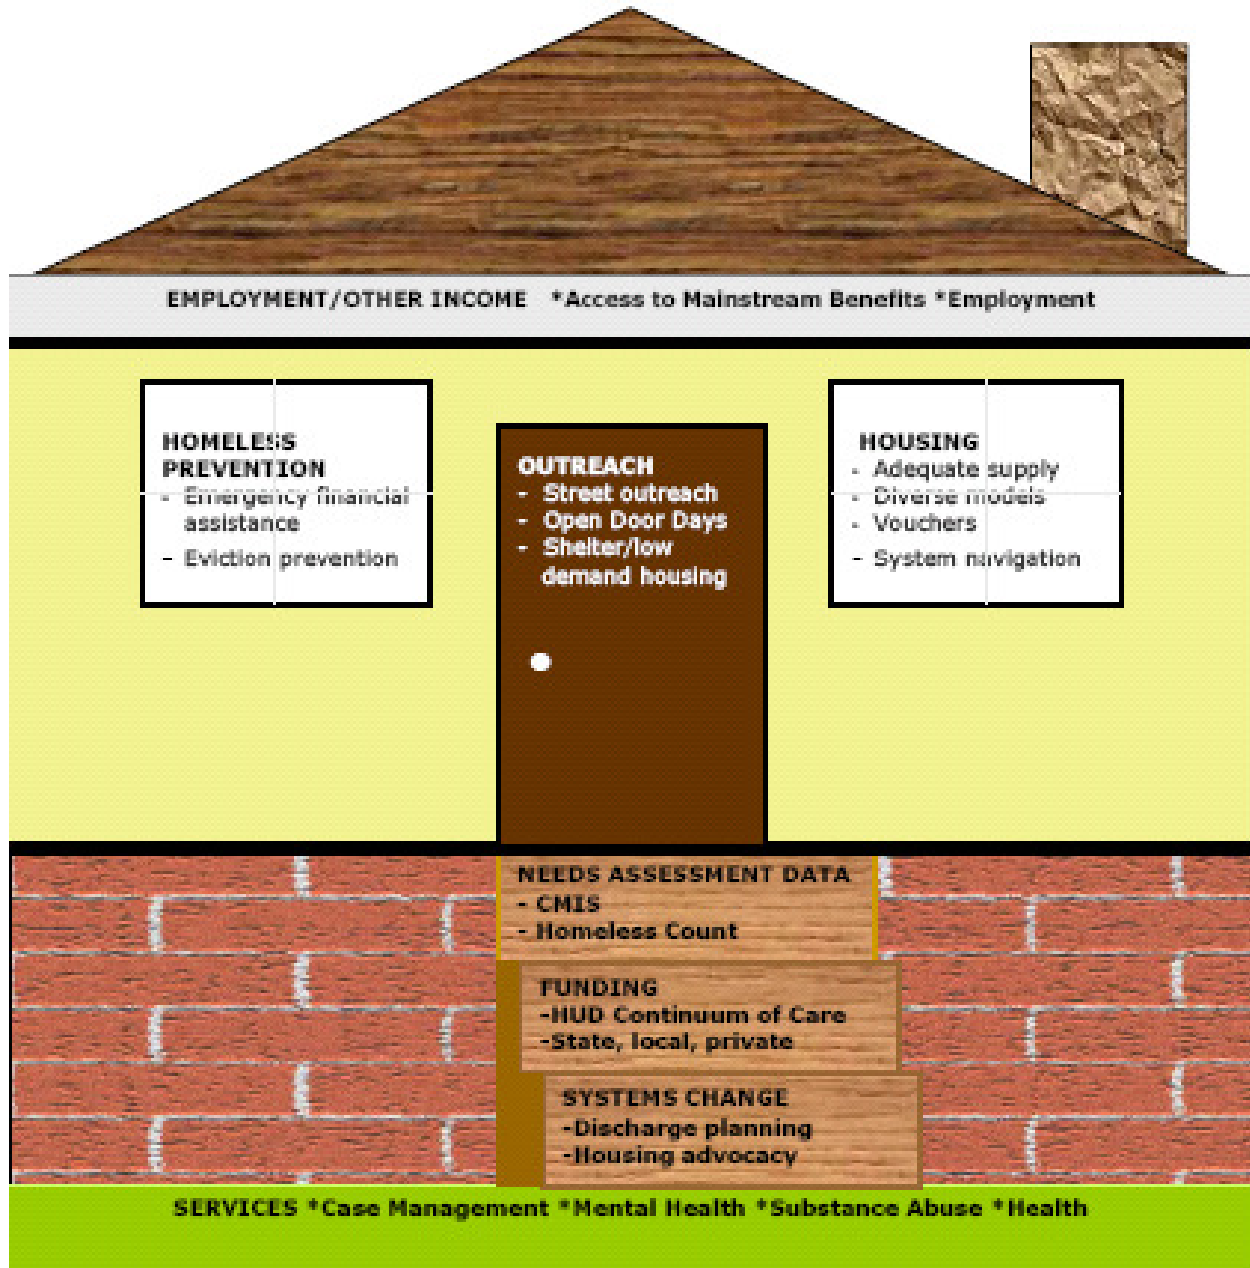 EMPLOYMENT/OTHER INCOME *Access to Mainstream Benefits *Employment
HOMELESS
PREVENTION
- Emergency financial
assistance
- Eviction prevention
OUTREACH
- Street outreach
- Open Door Days
- Shelter/low
demand housing
HOUSING
- Adequate supply
- Diverse models
- Vouchers
- System navigation
NEEDS ASSESSMENT DATA
- CMIS
- Homeless Count
FUNDING
-HUD Continuum of Care
-State, local, private
SYSTEMS CHANGE
-Discharge planning
-Housing advocacy
SERVICES *Case Management *Mental Health *Substance Abuse *Health